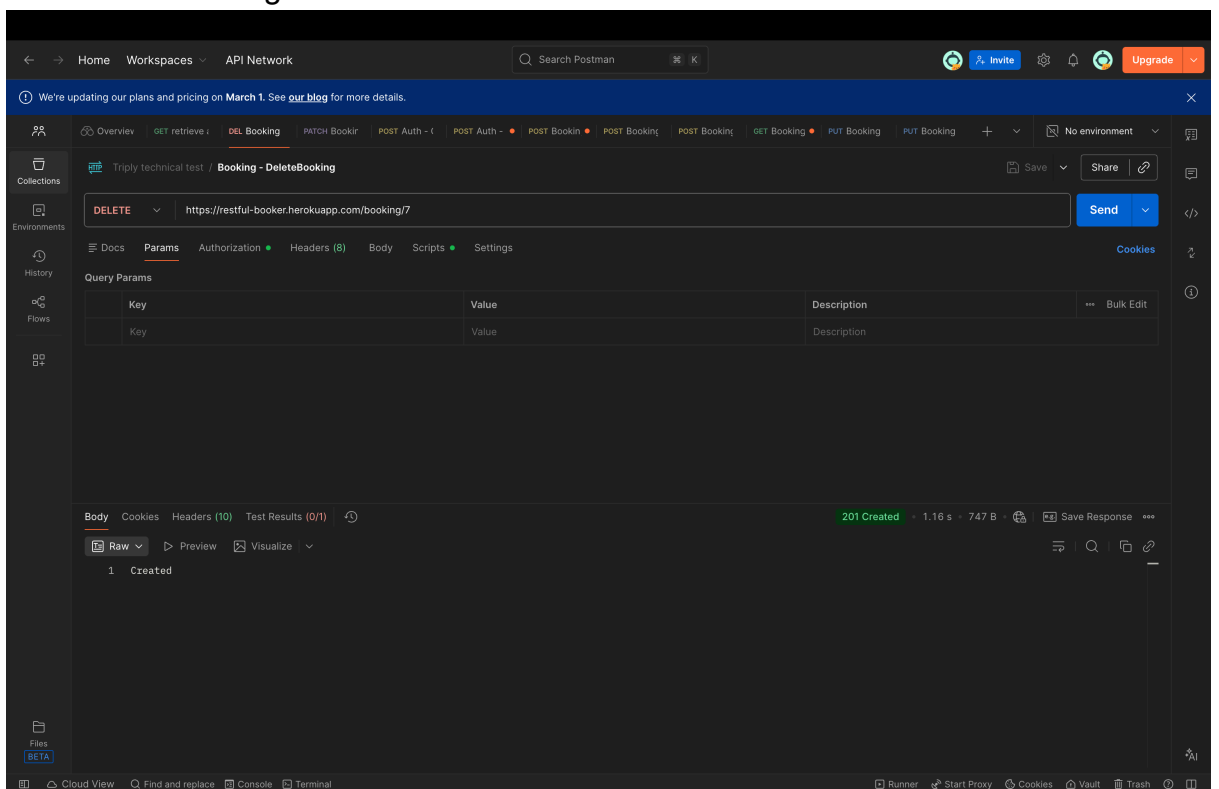 Home Workspaces API Network Search Postman ⌘ K Invite Upgrade
We're updating our plans and pricing on March 1. See our blog for more details.
Overview GET retrieve DEL Booking PATCH Bookir POST Auth - ( POST Auth - POST Bookin POST Booking POST Booking GET Booking PUT Booking PUT Booking No environment
Collections
Environments
History
Flows
Files
BETA
Triply technical test / Booking - DeleteBooking Save Share
DELETE https://restful-booker.herokuapp.com/booking/7 Send
Docs Params Authorization Headers (8) Body Scripts Settings Cookies
Query Params
Key Value Description Bulk Edit
Key Value Description
Body Cookies Headers (10) Test Results (0/1) 201 Created 1.16 s 747 B Save Response
Raw Preview Visualize
1 Created
AI
Cloud View Find and replace Console Terminal Runner Start Proxy Cookies Vault Trash